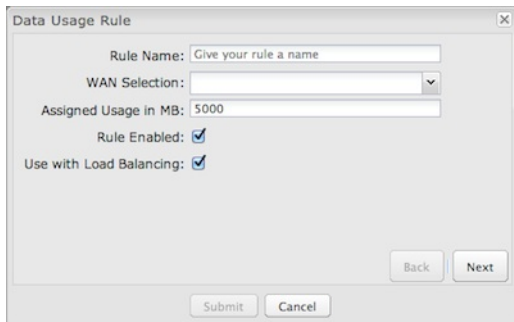 Data Usage Rule
Rule Name: Give your rule a name
WAN Selection:
Assigned Usage in MB: 5000
Rule Enabled:
Use with Load Balancing:
Back Next
Submit Cancel